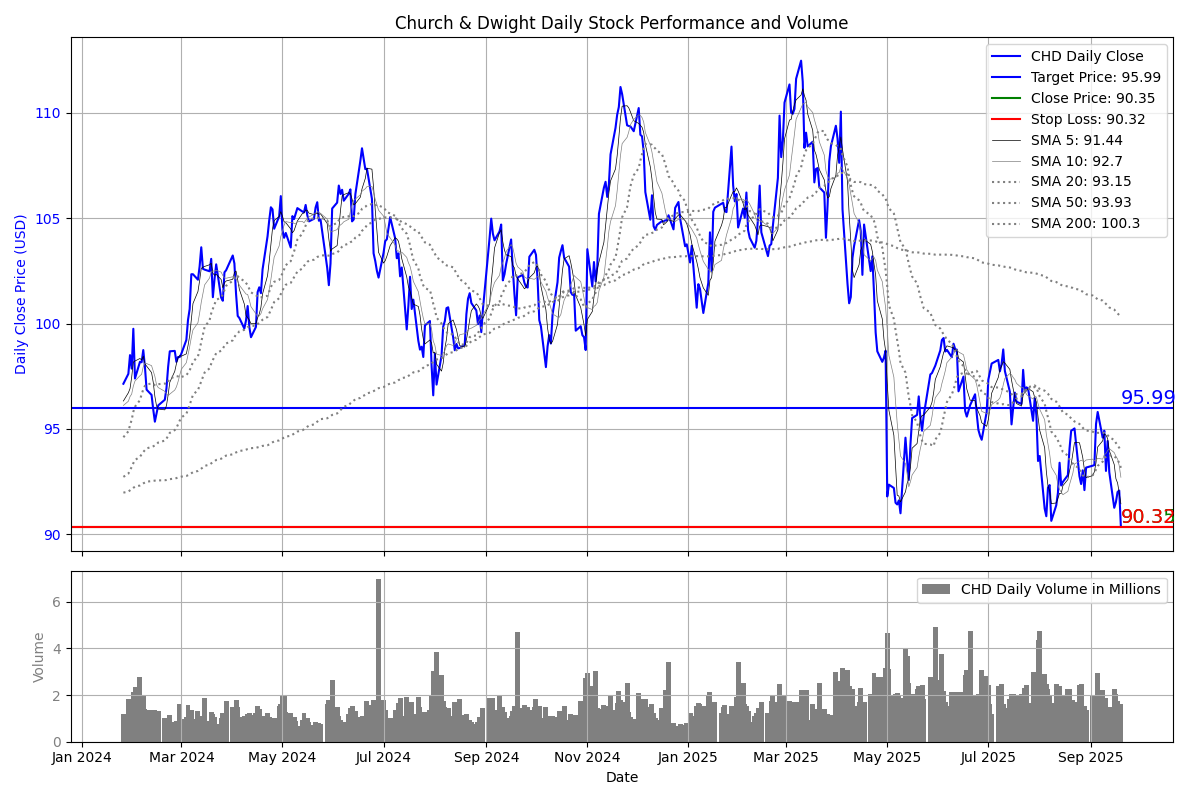 Church & Dwight Daily Stock Performance and Volume
Daily Close Price (USD)
110
105
100
95
90
CHD Daily Close
Target Price: 95.99
Close Price: 90.35
Stop Loss: 90.32
SMA 5: 91.44
SMA 10: 92.7
SMA 20: 93.15
SMA 50: 93.93
SMA 200: 100.3
95.99
90.32
Volume
6
4
2
0
CHD Daily Volume in Millions
Jan 2024
Mar 2024
May 2024
Jul 2024
Sep 2024
Nov 2024
Jan 2025
Mar 2025
May 2025
Jul 2025
Sep 2025
Date